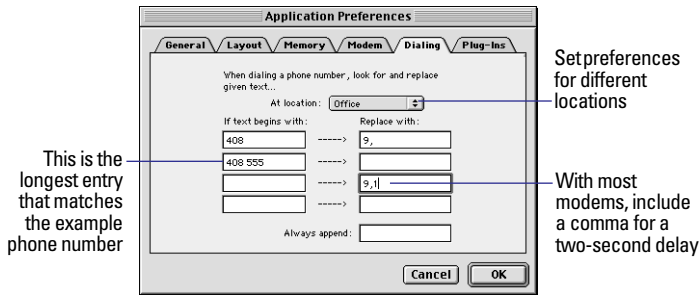 Application Preferences
General Layout Memory Modem Dialing Plug-Ins
When dialing a phone number, look for and replace
given text...
At location: Office
If text begins with: Replace with:
408 -----> 9,
408 555 ----->
-----> 9,1
----->
Always append:
Cancel OK
This is the
longest entry
that matches
the example
phone number
Set preferences
for different
locations
With most
modems, include
a comma for a
two-second delay